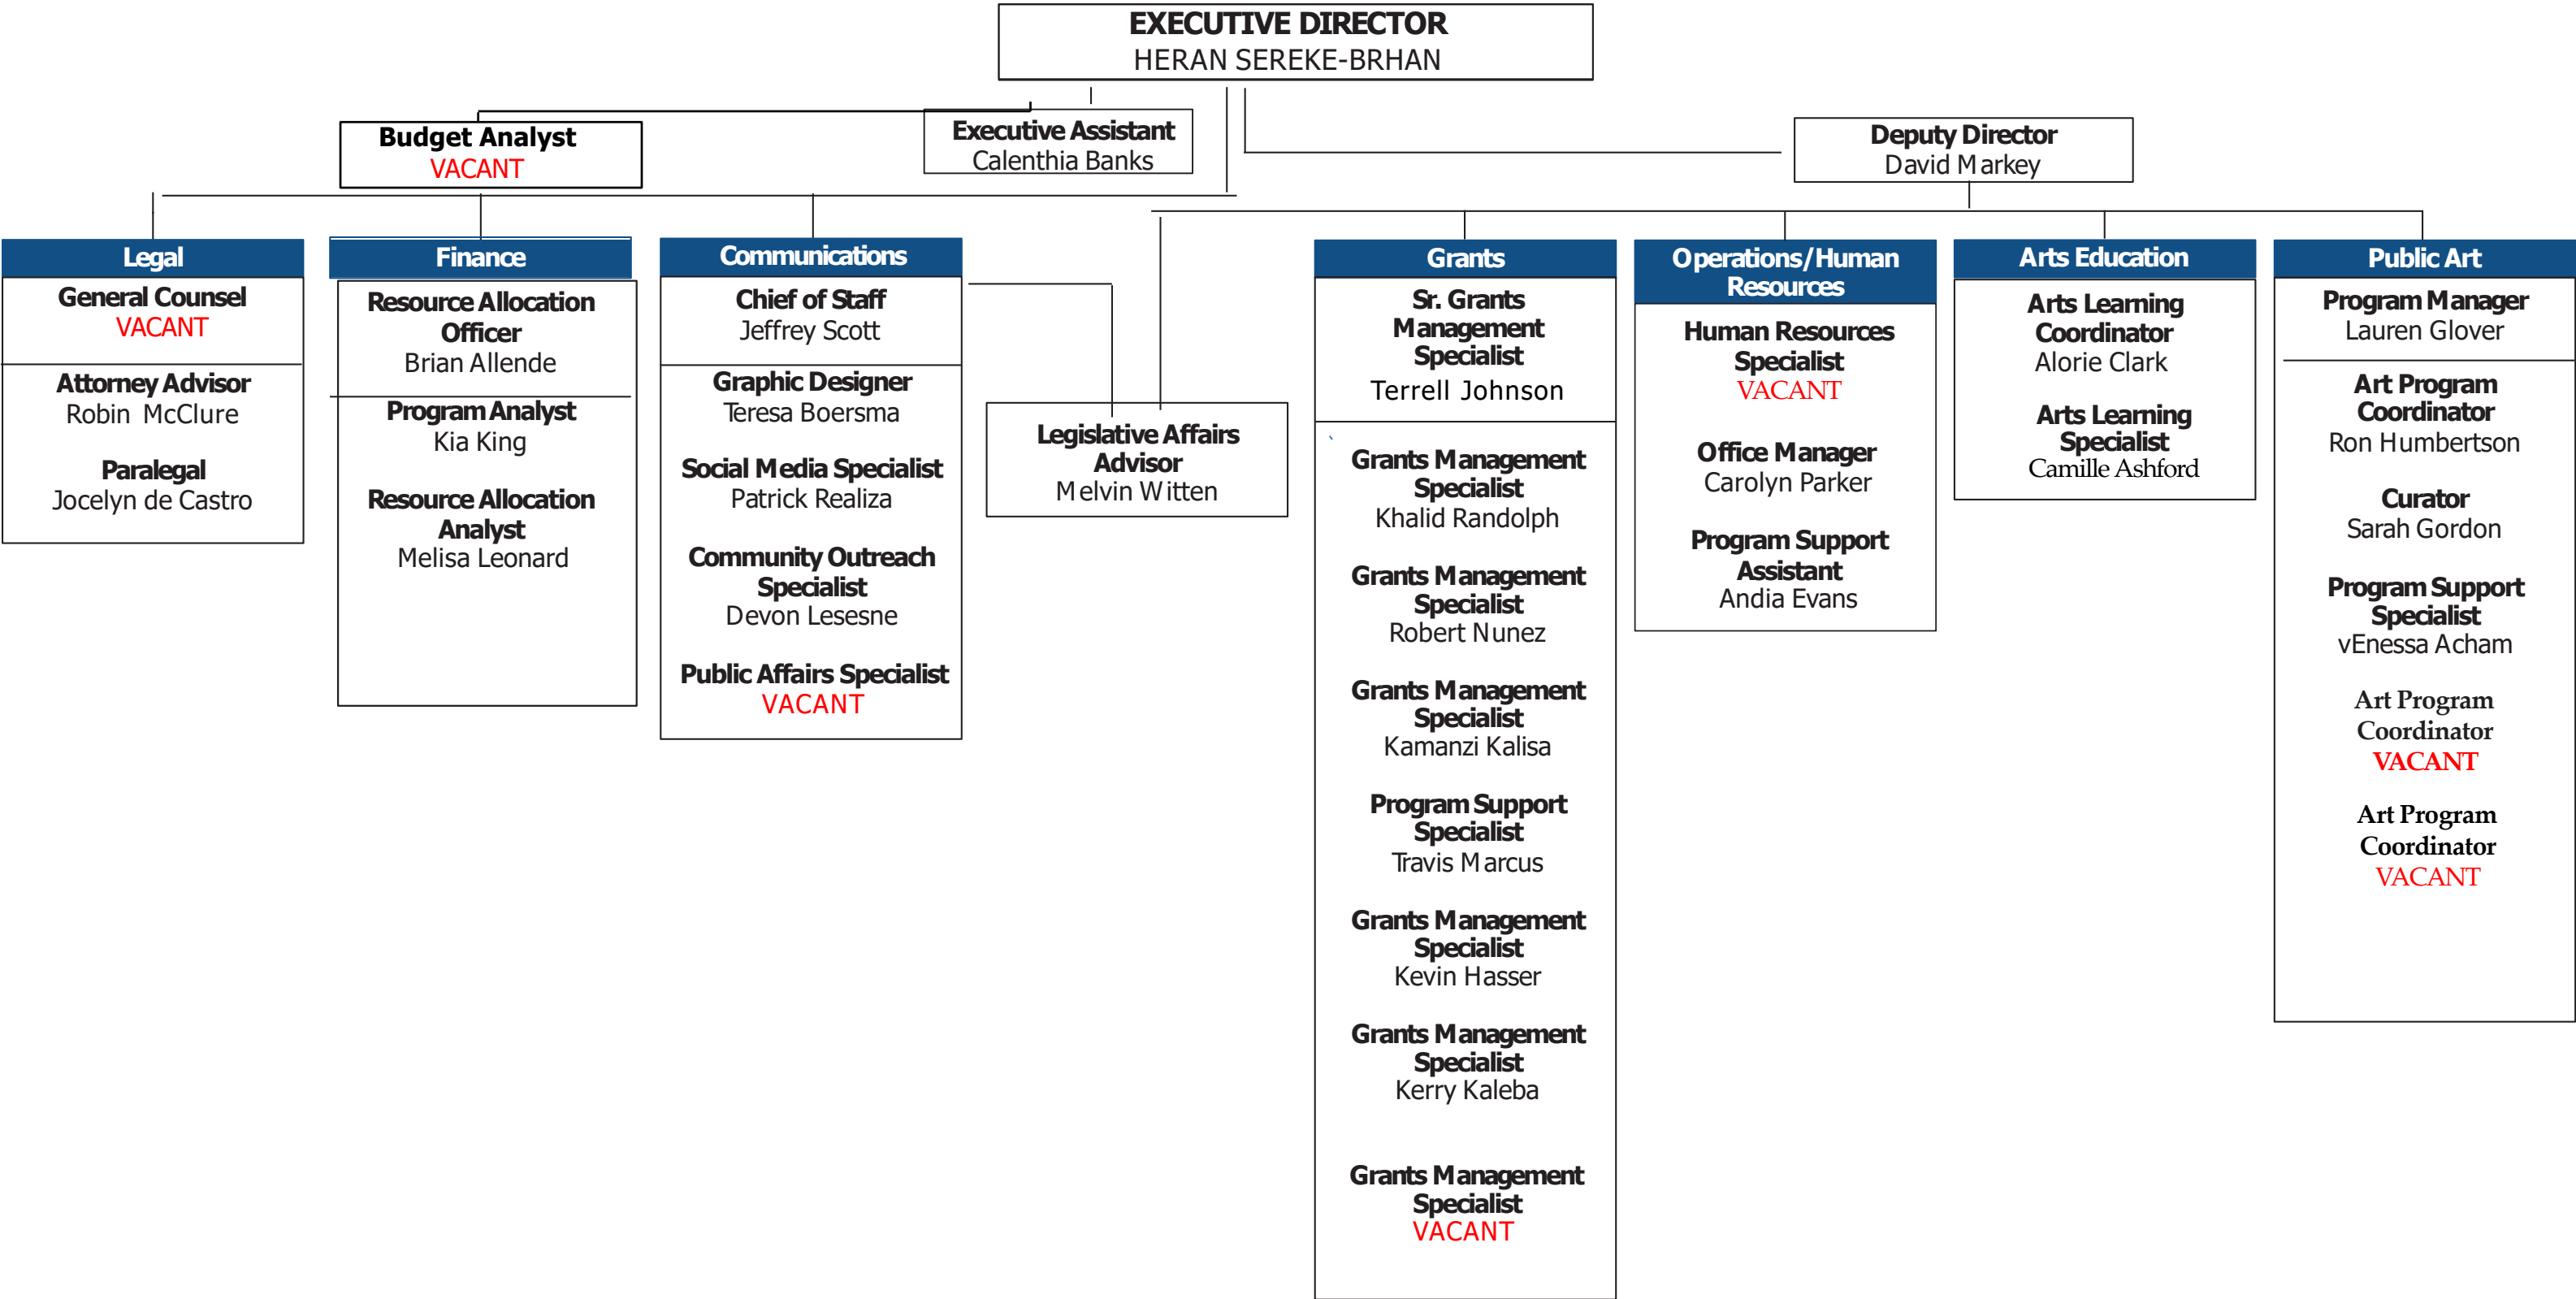 EXECUTIVE DIRECTOR
HERAN SEREKE-BRHAN
Budget Analyst
VACANT
Executive Assistant
Calenthia Banks
Deputy Director
David Markey
Legal
General Counsel
VACANT
Attorney Advisor
Robin McClure
Paralegal
Jocelyn de Castro
Finance
Resource Allocation
Officer
Brian Allende
Program Analyst
Kia King
Resource Allocation
Analyst
Melisa Leonard
Communications
Chief of Staff
Jeffrey Scott
Graphic Designer
Teresa Boersma
Social Media Specialist
Patrick Realiza
Community Outreach
Specialist
Devon Lesesne
Public Affairs Specialist
VACANT
Legislative Affairs
Advisor
Melvin Witten
Grants
Sr. Grants
Management
Specialist
Terrell Johnson
Grants Management
Specialist
Khalid Randolph
Grants Management
Specialist
Robert Nunez
Grants Management
Specialist
Kamanzi Kalisa
Program Support
Specialist
Travis Marcus
Grants Management
Specialist
Kevin Hasser
Grants Management
Specialist
Kerry Kaleba
Grants Management
Specialist
VACANT
Operations/Human
Resources
Human Resources
Specialist
VACANT
Office Manager
Carolyn Parker
Program Support
Assistant
Andia Evans
Arts Education
Arts Learning
Coordinator
Alorie Clark
Arts Learning
Specialist
Camille Ashford
Public Art
Program Manager
Lauren Glover
Art Program
Coordinator
Ron Humbertson
Curator
Sarah Gordon
Program Support
Specialist
vEnessa Acham
Art Program
Coordinator
VACANT
Art Program
Coordinator
VACANT